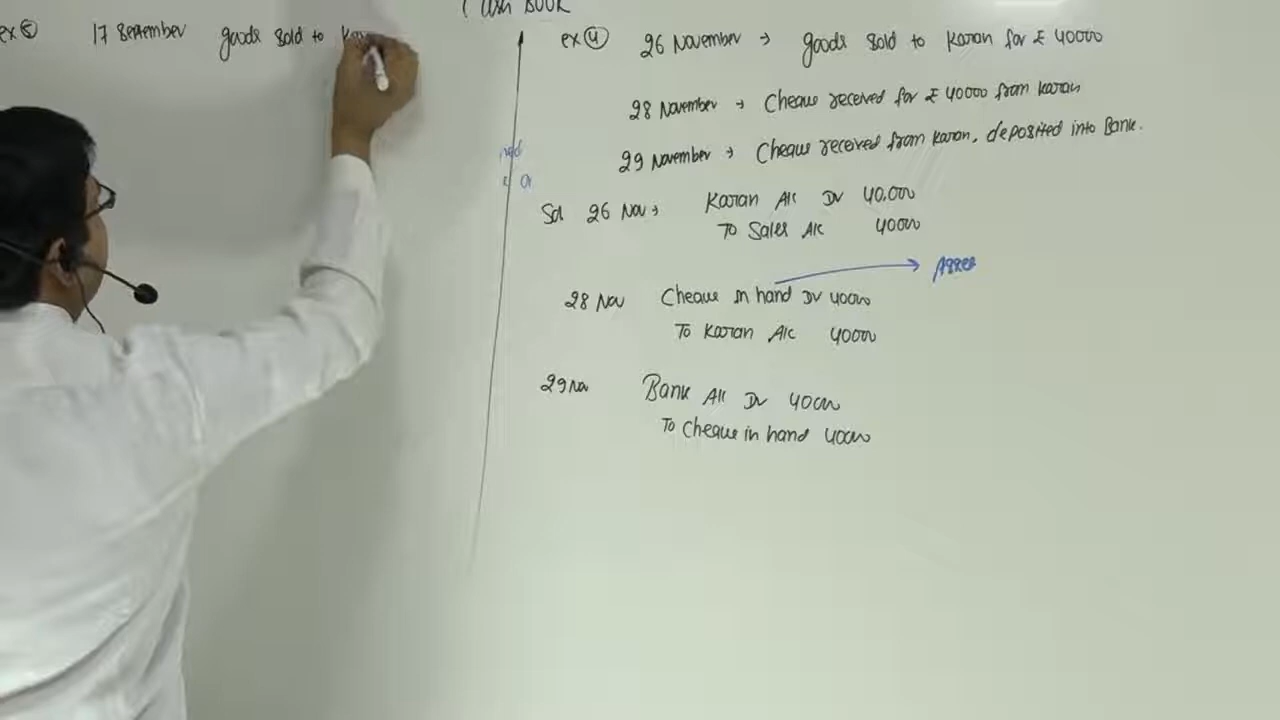 CASH BOOK
ex 5 17 September goods sold to Kara
ex 4 26 November → goods sold to Karan for ₹ 40000
28 November → Cheque received for ₹ 40000 from Karan
29 November → Cheque received from Karan, deposited into Bank.
Sol 26 Nov → Karan A/c Dr 40,000
To Sales A/c 40000
Asset
28 Nov Cheque in hand Dr 40000
To Karan A/c 40000
29 Nov Bank A/c Dr 40000
To Cheque in hand 40000